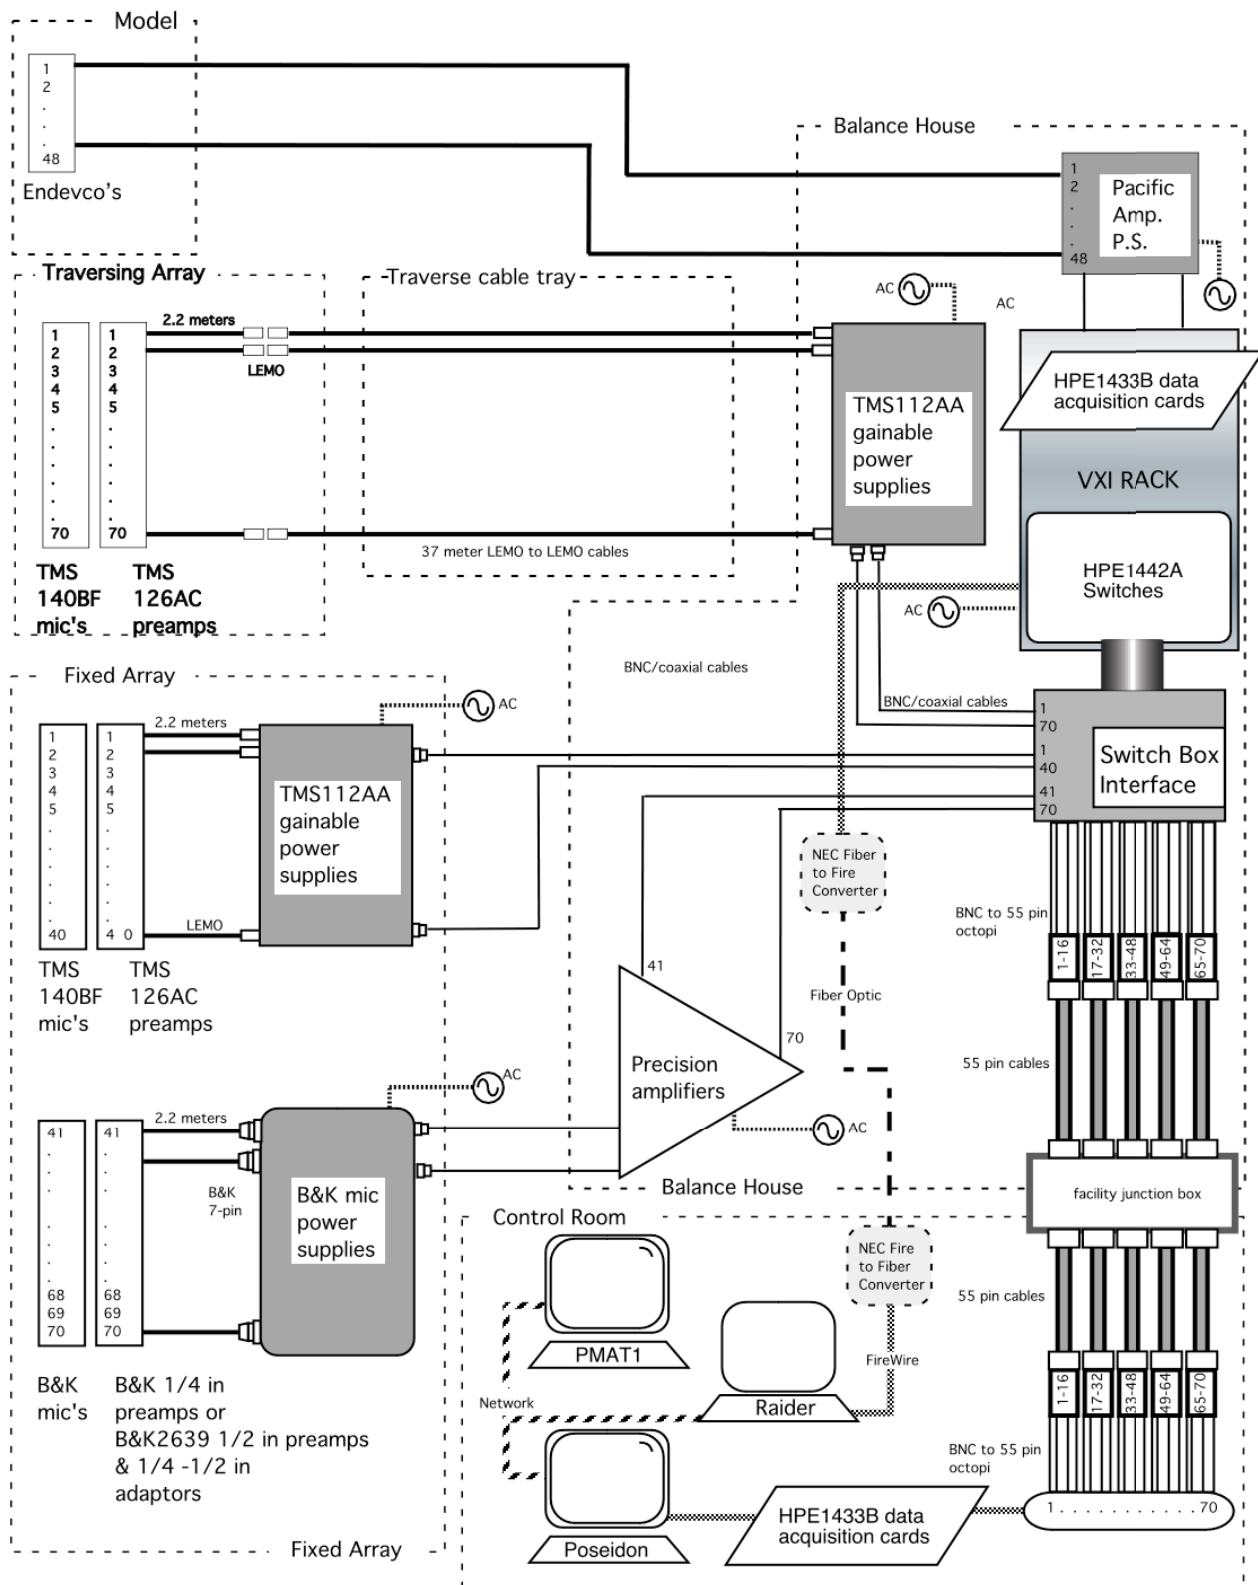 Model
1
2
.
.
.
48
Endevco's
Balance House
1
2
.
.
.
48
Pacific
Amp.
P.S.
Traversing Array
1
2
3
4
5
.
.
.
.
.
70
1
2
3
4
5
.
.
.
.
.
70
2.2 meters
LEMO
TMS
140BF
mic's
TMS
126AC
preamps
Traverse cable tray
37 meter LEMO to LEMO cables
AC
AC
TMS112AA
gainable
power
supplies
HPE1433B data
acquisition cards
VXI RACK
HPE1442A
Switches
AC
BNC/coaxial cables
BNC/coaxial cables
1
70
1
40
41
70
Switch Box
Interface
Fixed Array
1
2
3
4
5
.
.
.
.
.
40
1
2
3
4
5
.
.
.
.
.
4 0
2.2 meters
LEMO
AC
TMS112AA
gainable
power
supplies
TMS
140BF
mic's
TMS
126AC
preamps
NEC Fiber
to Fire
Converter
Fiber Optic
BNC to 55 pin
octopi
1-16
17-32
33-48
49-64
65-70
55 pin cables
41
70
Precision
amplifiers
AC
AC
41
.
.
.
.
.
.
68
69
70
41
.
.
.
.
.
.
68
69
70
2.2 meters
B&K
7-pin
B&K mic
power
supplies
B&K
mic's
B&K 1/4 in
preamps or
B&K2639 1/2 in preamps
& 1/4 -1/2 in
adaptors
Fixed Array
Balance House
facility junction box
Control Room
NEC Fire
to Fiber
Converter
55 pin cables
PMAT1
FireWire
Network
Raider
1-16
17-32
33-48
49-64
65-70
BNC to 55 pin
octopi
Poseidon
HPE1433B data
acquisition cards
1 . . . . . . . . . . . . 70